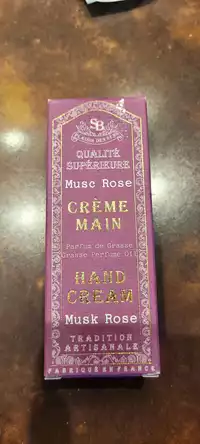 SB
QUALITÉ
SUPÉRIEURE
Musc Rose
CRÈME
MAIN
Parfum de Grasse
Grasse Perfume Oil
HAND
CREAM
Musk Rose
TRADITION
ARTISANALE
FABRIQUÉ EN FRANCE